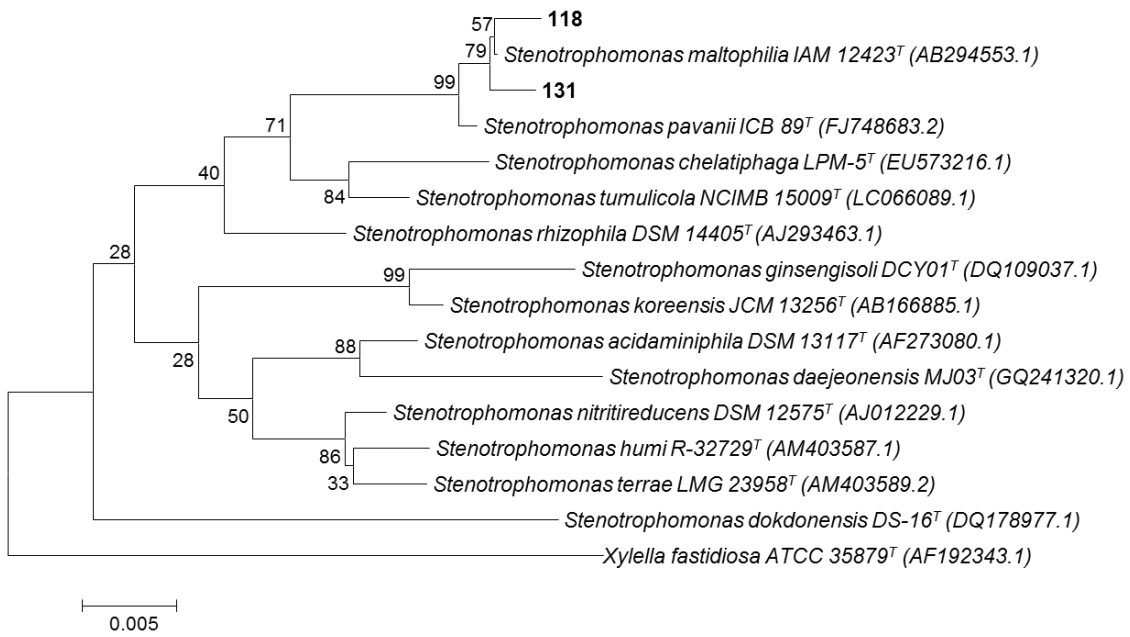 57
118
79
Stenotrophomonas maltophilia IAM 12423ᵀ (AB294553.1)
99
131
71
Stenotrophomonas pavanii ICB 89ᵀ (FJ748683.2)
40
Stenotrophomonas chelatiphaga LPM-5ᵀ (EU573216.1)
84
Stenotrophomonas tumulicola NCIMB 15009ᵀ (LC066089.1)
Stenotrophomonas rhizophila DSM 14405ᵀ (AJ293463.1)
28
99
Stenotrophomonas ginsengisoli DCY01ᵀ (DQ109037.1)
Stenotrophomonas koreensis JCM 13256ᵀ (AB166885.1)
28
88
Stenotrophomonas acidaminiphila DSM 13117ᵀ (AF273080.1)
Stenotrophomonas daejeonensis MJ03ᵀ (GQ241320.1)
50
Stenotrophomonas nitritireducens DSM 12575ᵀ (AJ012229.1)
86
Stenotrophomonas humi R-32729ᵀ (AM403587.1)
33
Stenotrophomonas terrae LMG 23958ᵀ (AM403589.2)
Stenotrophomonas dokdonensis DS-16ᵀ (DQ178977.1)
Xylella fastidiosa ATCC 35879ᵀ (AF192343.1)
0.005